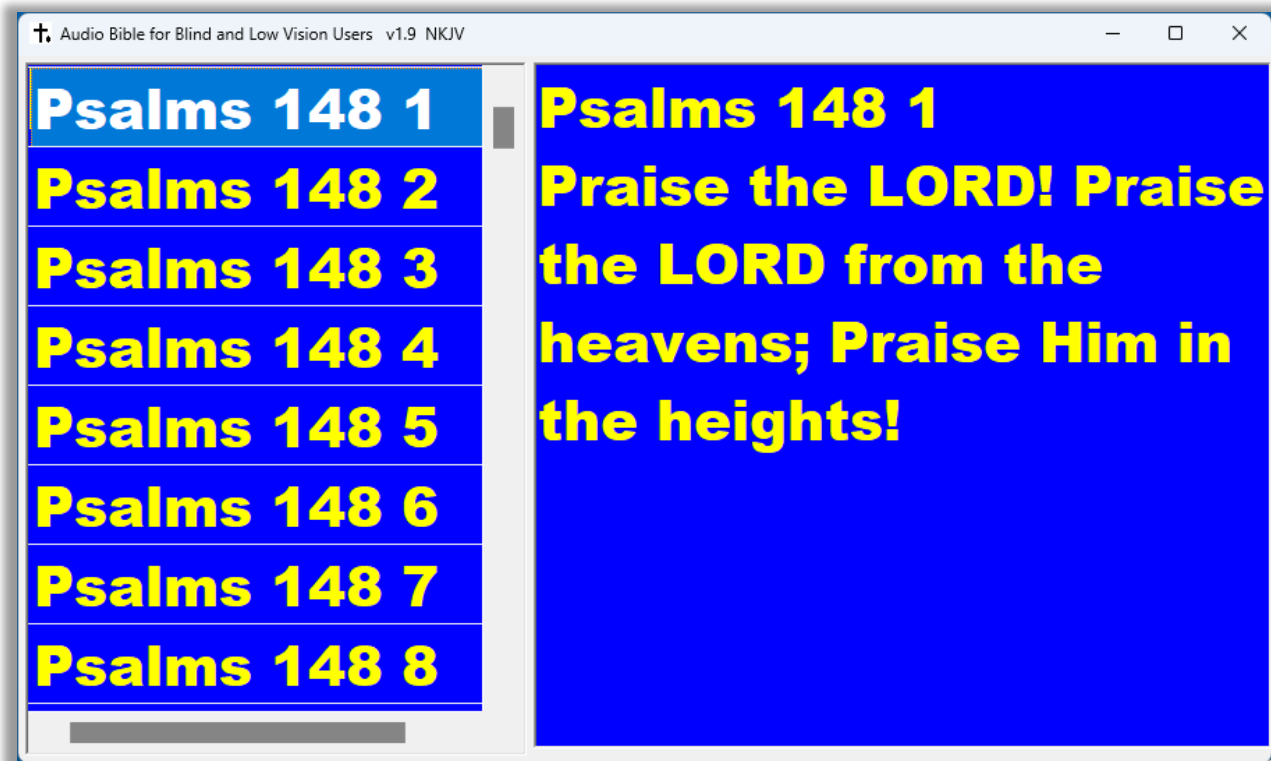 Audio Bible for Blind and Low Vision Users v1.9 NKJV
Psalms 148 1
Psalms 148 2
Psalms 148 3
Psalms 148 4
Psalms 148 5
Psalms 148 6
Psalms 148 7
Psalms 148 8
Psalms 148 1
Praise the LORD! Praise
the LORD from the
heavens; Praise Him in
the heights!